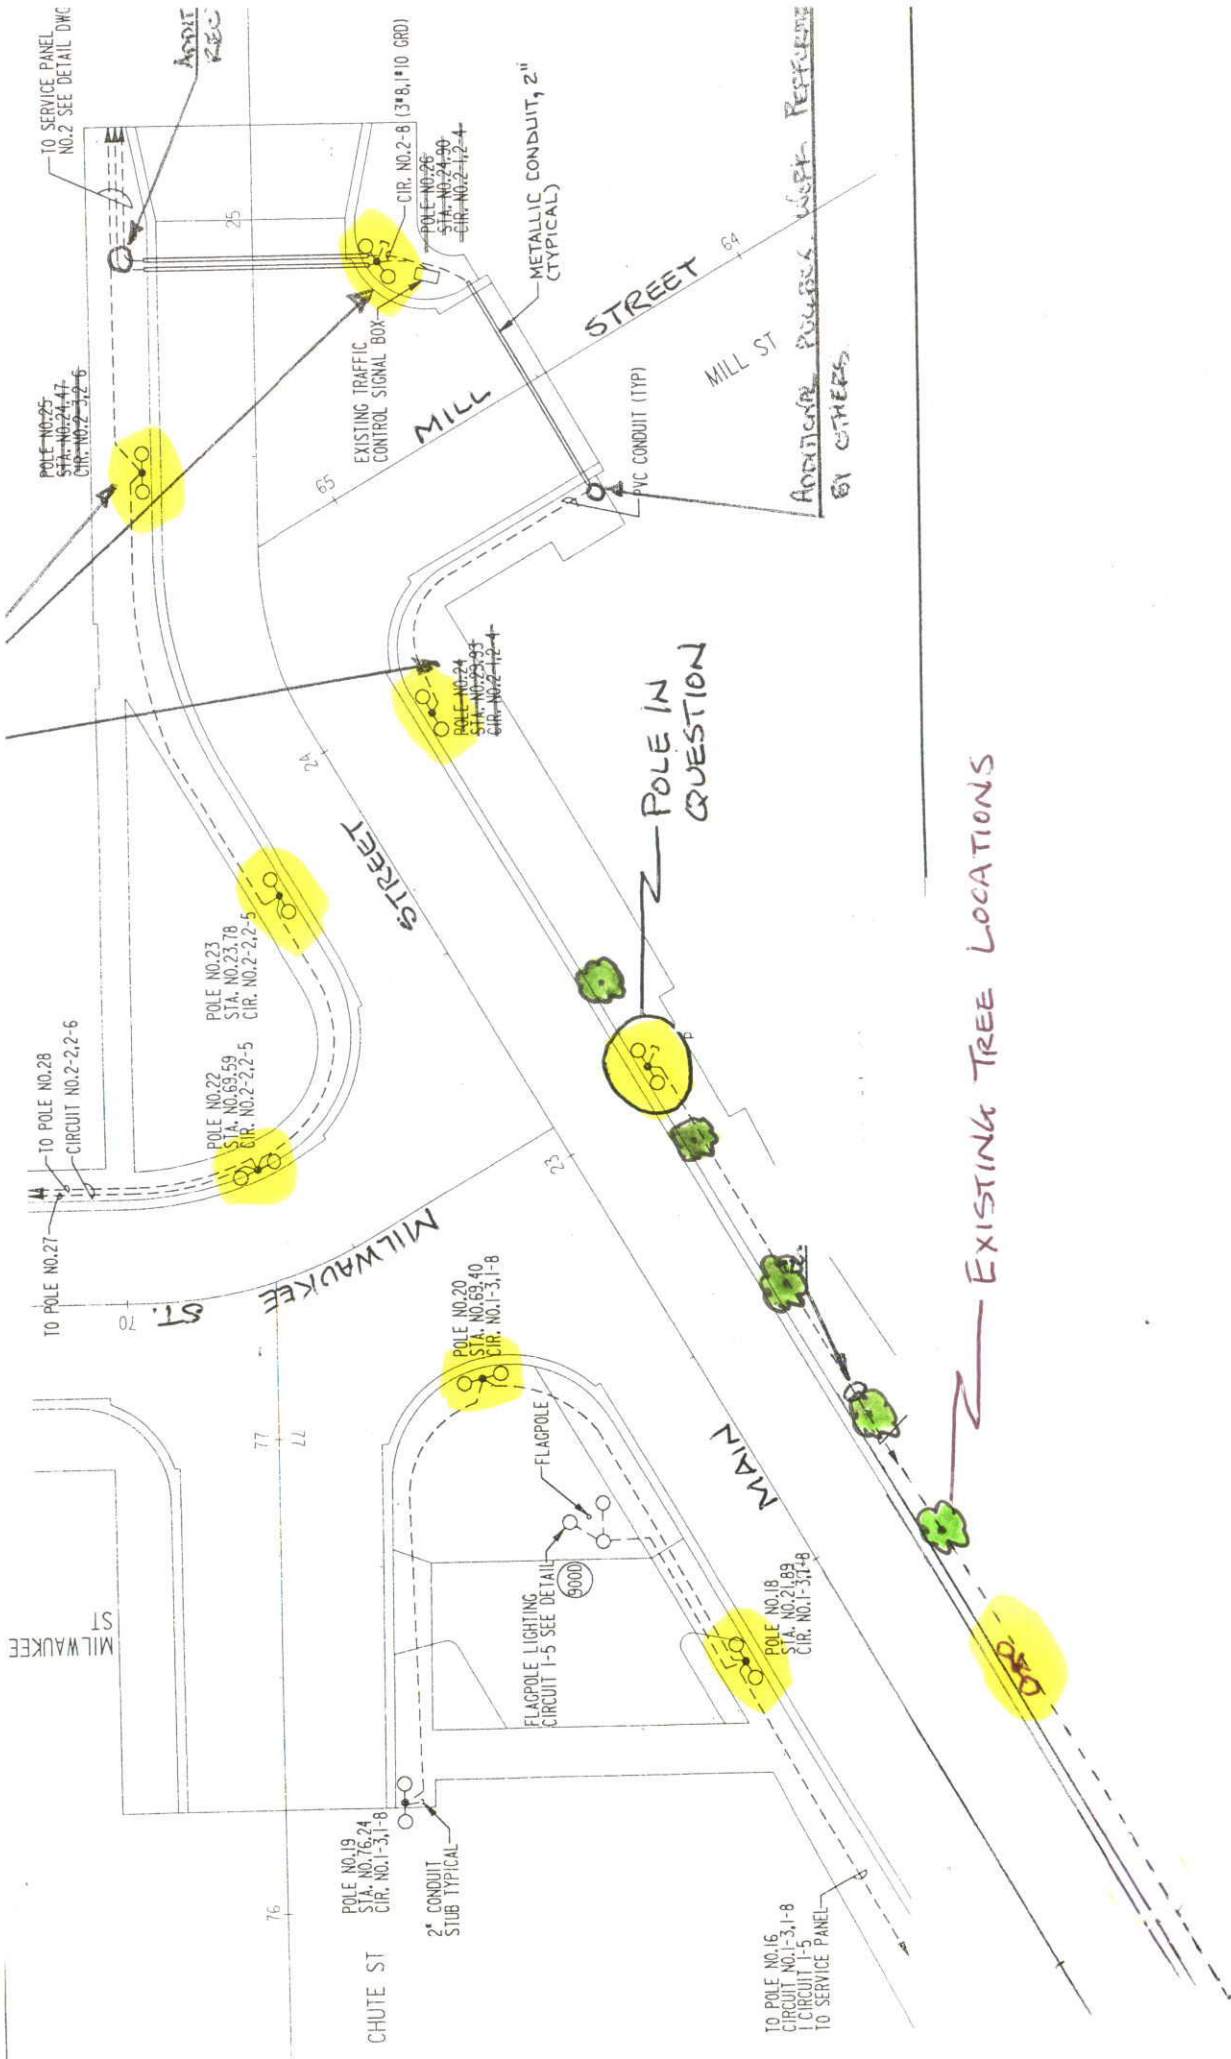 TO SERVICE PANEL
NO.2 SEE DETAIL DWG
ADDIT
REC
CIR. NO.2-8 (3#8,1#10 GRD)
POLE NO.26
STA. NO.24.90
CIR. NO.2-1,2-4
25
METALLIC CONDUIT, 2"
(TYPICAL)
64
POLE NO.25
STA. NO.24.47
CIR. NO.2-3,2-6
EXISTING TRAFFIC
CONTROL SIGNAL BOX
MILL STREET
65
MILL ST
PVC CONDUIT (TYP)
ADDITIONAL PULLBOX WORK PERFORMED
BY OTHERS
POLE NO.24
STA. NO.23.93
CIR. NO.2-1,2-4
24
POLE IN
QUESTION
POLE NO.23
STA. NO.23.78
CIR. NO.2-2,2-5
POLE NO.22
STA. NO.69.59
CIR. NO.2-2,2-5
TO POLE NO.28
CIRCUIT NO.2-2,2-6
TO POLE NO.27
70
MILWAUKEE ST.
23
MAIN STREET
POLE NO.20
STA. NO.69.40
CIR. NO.1-3,1-8
77
77
FLAGPOLE
FLAGPOLE LIGHTING
CIRCUIT 1-5 SEE DETAIL
900D
EXISTING TREE LOCATIONS
MILWAUKEE
ST
POLE NO.18
STA. NO.21.89
CIR. NO.1-3,1-8
POLE NO.19
STA. NO.76.24
CIR. NO.1-3,1-8
2" CONDUIT
STUB TYPICAL
76
CHUTE ST
TO POLE NO.16
CIRCUIT NO.1-3,1-8
1 CIRCUIT 1-5
TO SERVICE PANEL